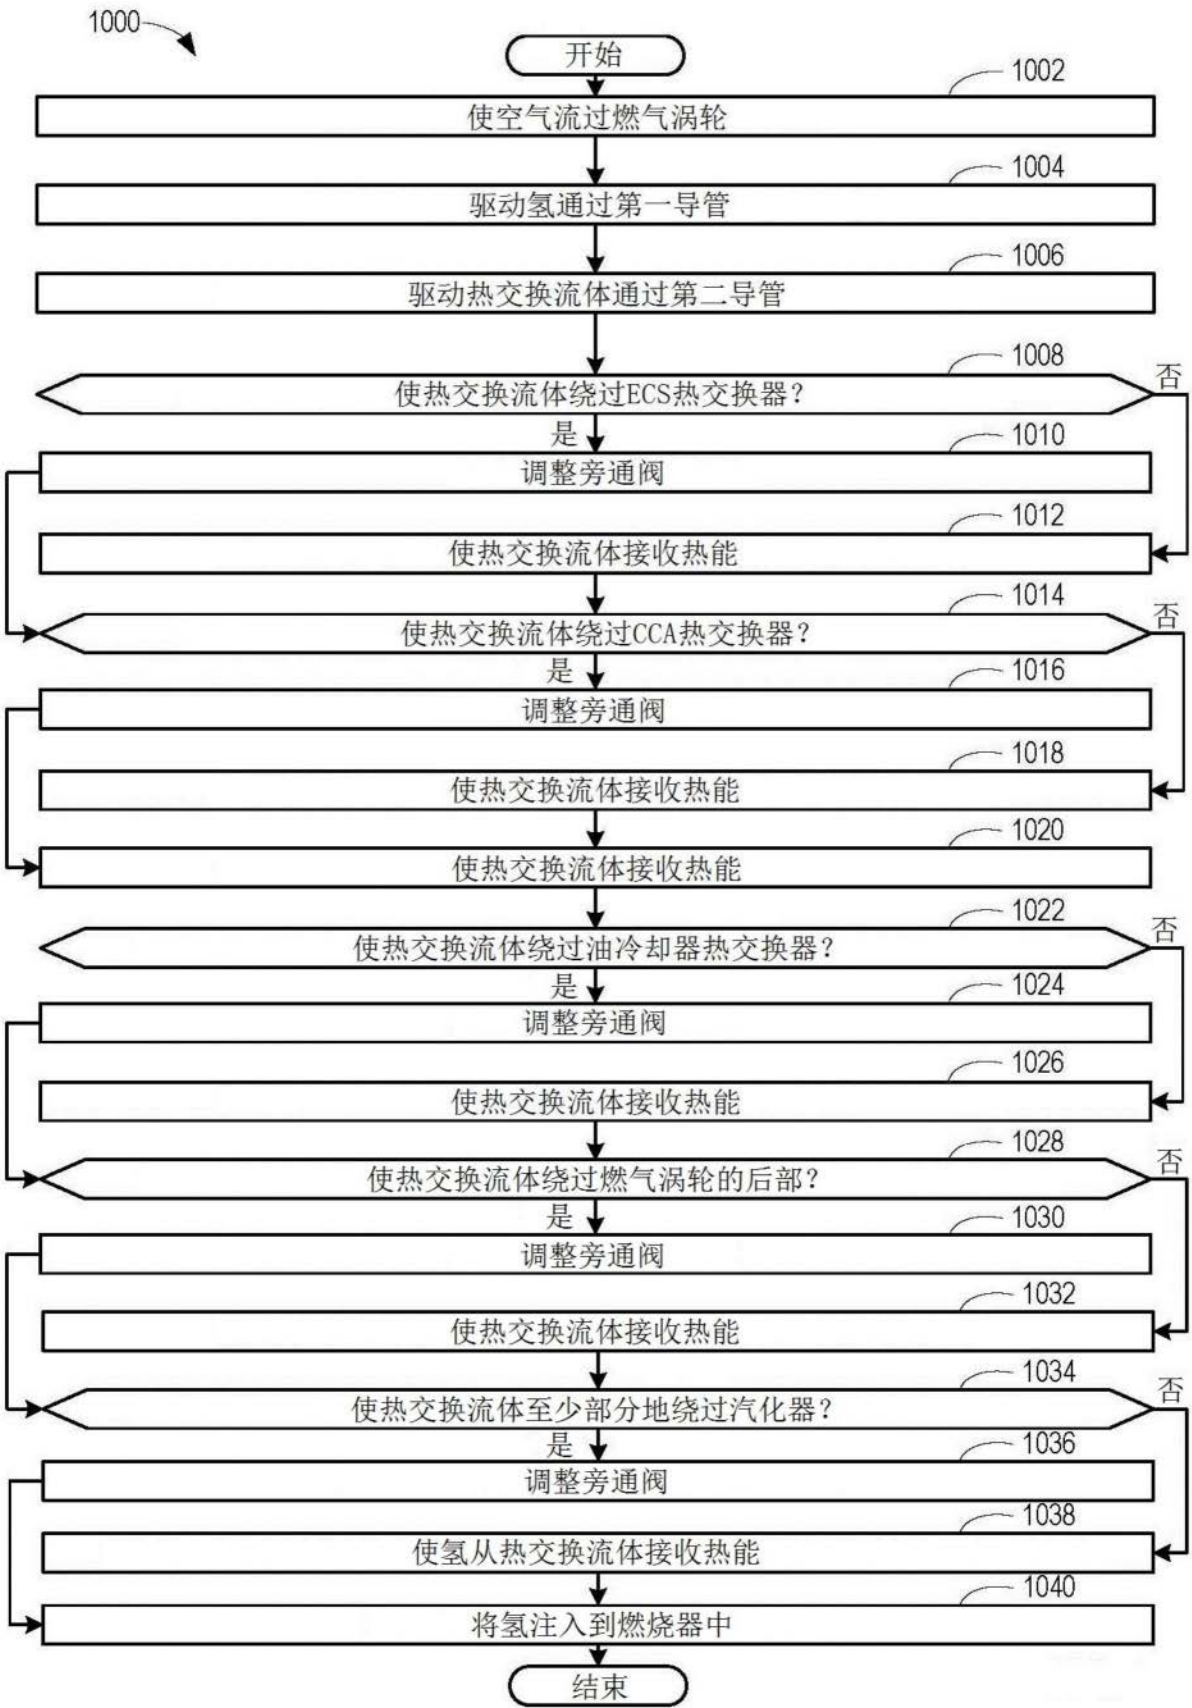 1000
开始
1002
使空气流过燃气涡轮
1004
驱动氢通过第一导管
1006
驱动热交换流体通过第二导管
1008
使热交换流体绕过ECS热交换器?
否
是
1010
调整旁通阀
1012
使热交换流体接收热能
1014
使热交换流体绕过CCA热交换器?
否
是
1016
调整旁通阀
1018
使热交换流体接收热能
1020
使热交换流体接收热能
1022
使热交换流体绕过油冷却器热交换器?
否
是
1024
调整旁通阀
1026
使热交换流体接收热能
1028
使热交换流体绕过燃气涡轮的后部?
否
是
1030
调整旁通阀
1032
使热交换流体接收热能
1034
使热交换流体至少部分地绕过汽化器?
否
是
1036
调整旁通阀
1038
使氢从热交换流体接收热能
1040
将氢注入到燃烧器中
结束